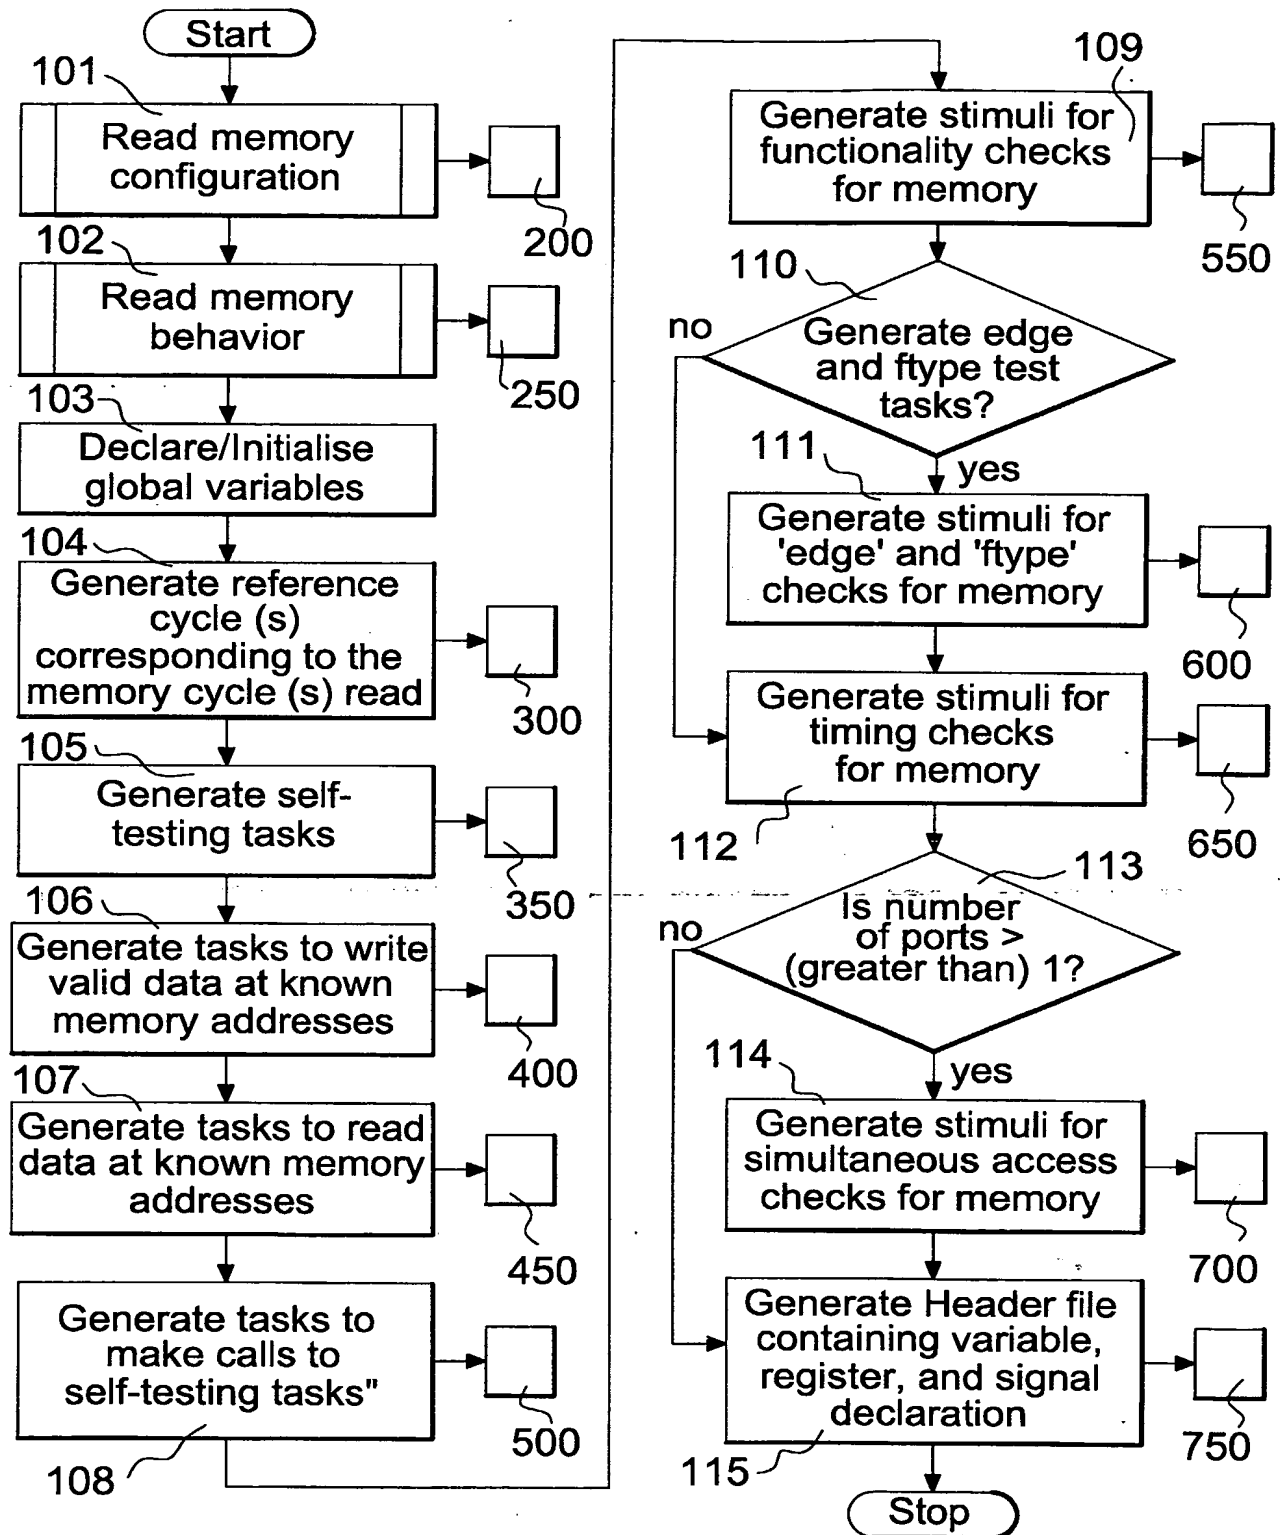 Start
101
Read memory
configuration
200
102
Read memory
behavior
250
103
Declare/Initialise
global variables
104
Generate reference
cycle (s)
corresponding to the
memory cycle (s) read
300
105
Generate self-
testing tasks
350
106
Generate tasks to write
valid data at known
memory addresses
400
107
Generate tasks to read
data at known memory
addresses
450
Generate tasks to
make calls to
self-testing tasks"
500
108
109
Generate stimuli for
functionality checks
for memory
550
110
no
Generate edge
and ftype test
tasks?
yes
111
Generate stimuli for
'edge' and 'ftype'
checks for memory
600
Generate stimuli for
timing checks
for memory
650
112
113
no
Is number
of ports >
(greater than) 1?
yes
114
Generate stimuli for
simultaneous access
checks for memory
700
Generate Header file
containing variable,
register, and signal
declaration
750
115
Stop